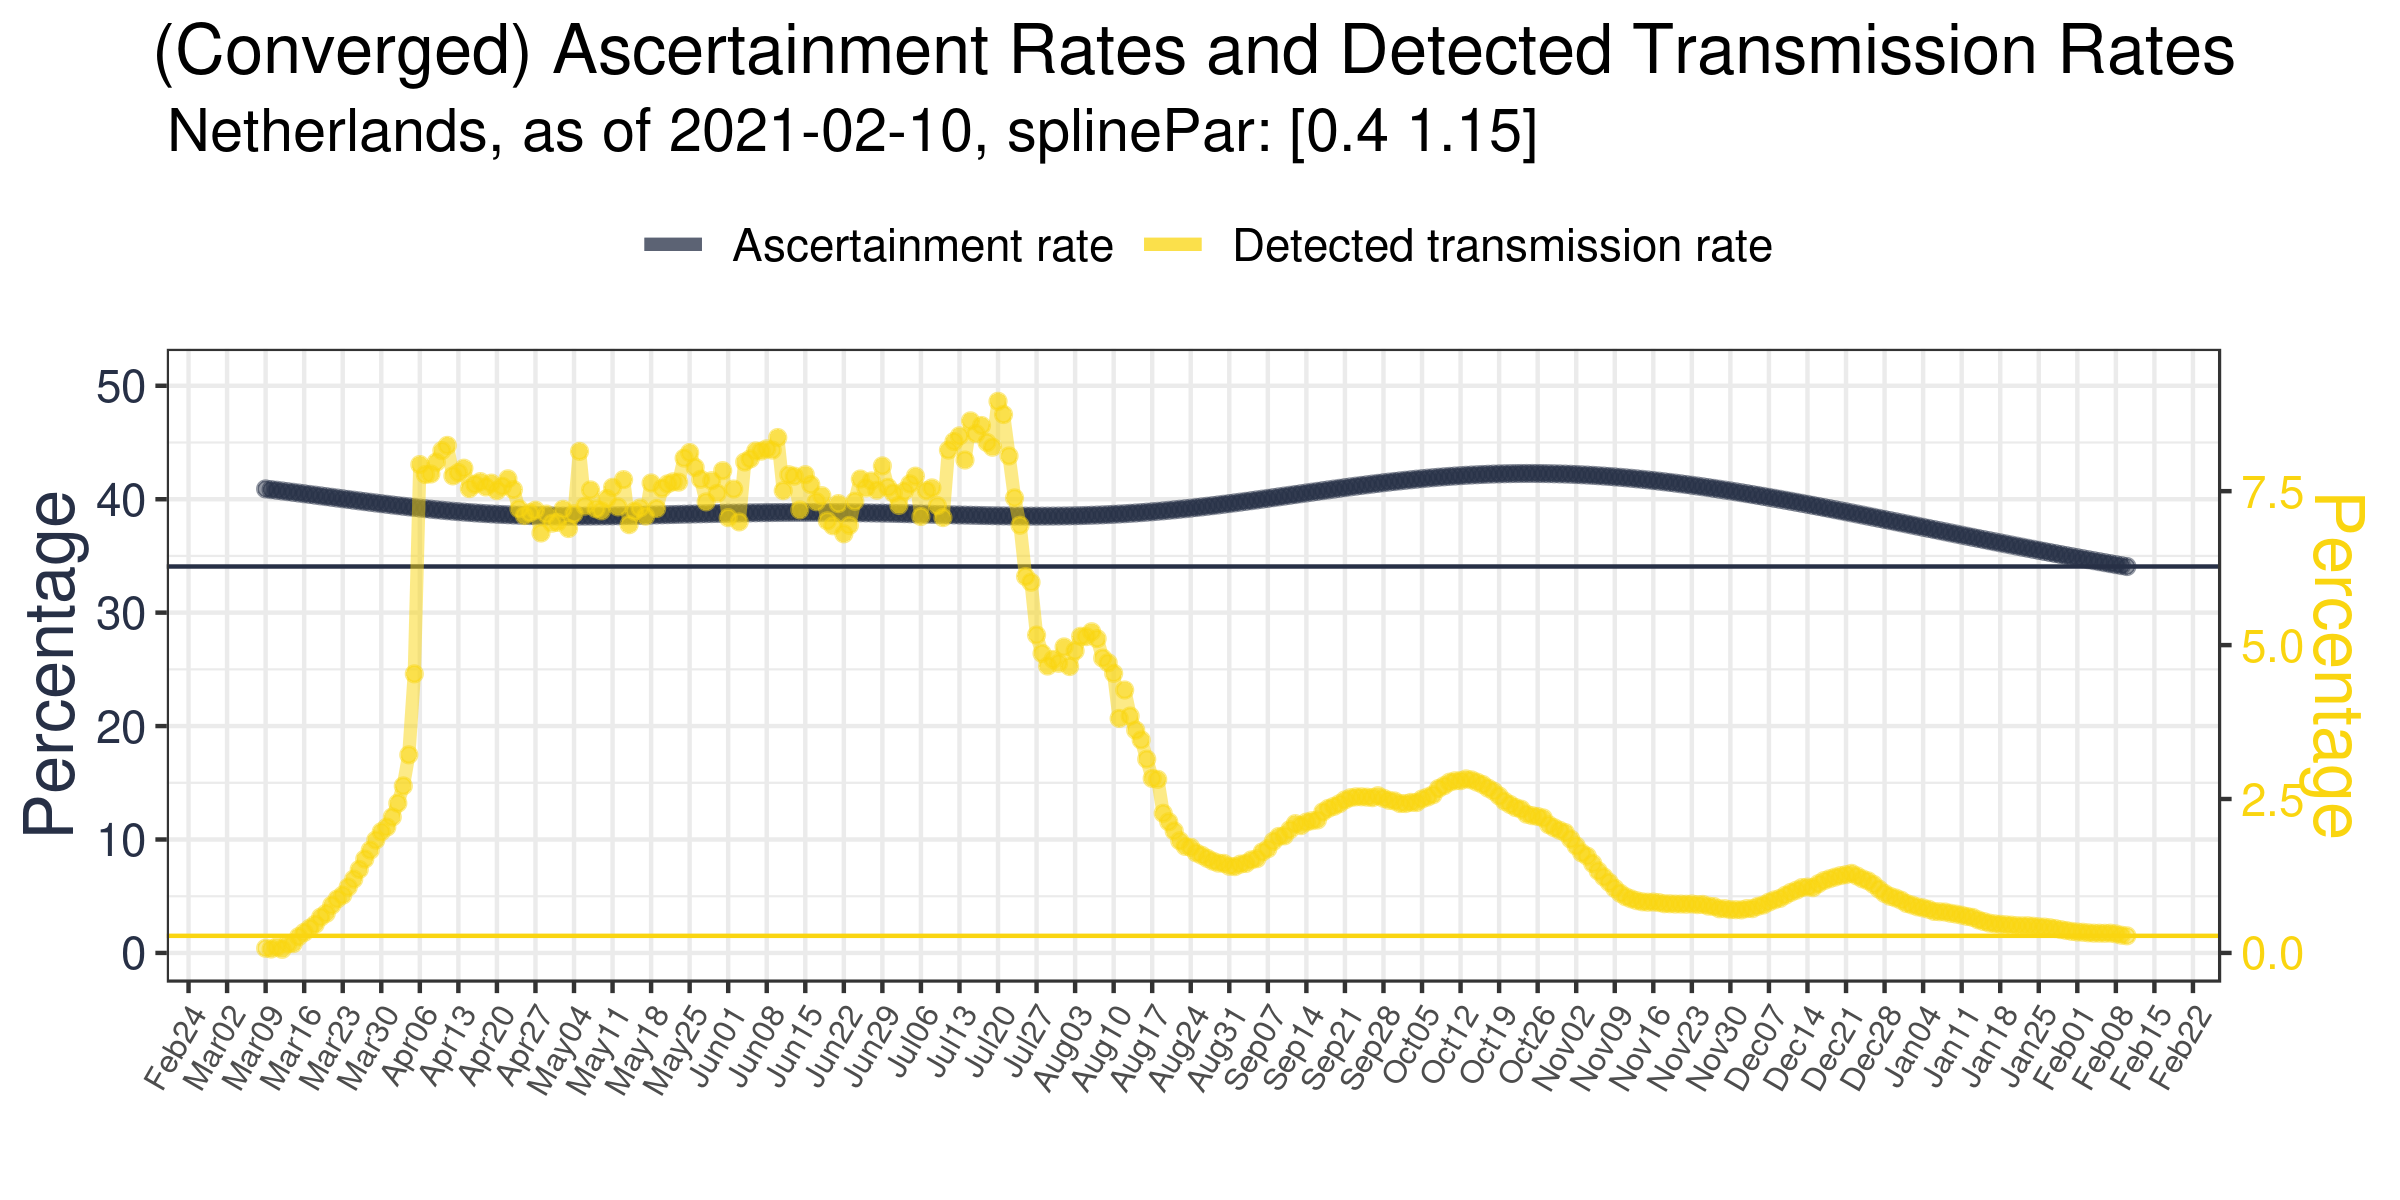 (Converged) Ascertainment Rates and Detected Transmission Rates
Netherlands, as of 2021-02-10, splinePar: [0.4 1.15]
Ascertainment rate Detected transmission rate
Percentage
50
40
30
20
10
0
7.5
5.0
2.5
0.0
Percentage
Feb24 Mar02 Mar09 Mar16 Mar23 Mar30 Apr06 Apr13 Apr20 Apr27 May04 May11 May18 May25 Jun01 Jun08 Jun15 Jun22 Jun29 Jul06 Jul13 Jul20 Jul27 Aug03 Aug10 Aug17 Aug24 Aug31 Sep07 Sep14 Sep21 Sep28 Oct05 Oct12 Oct19 Oct26 Nov02 Nov09 Nov16 Nov23 Nov30 Dec07 Dec14 Dec21 Dec28 Jan04 Jan11 Jan18 Jan25 Feb01 Feb08 Feb15 Feb22